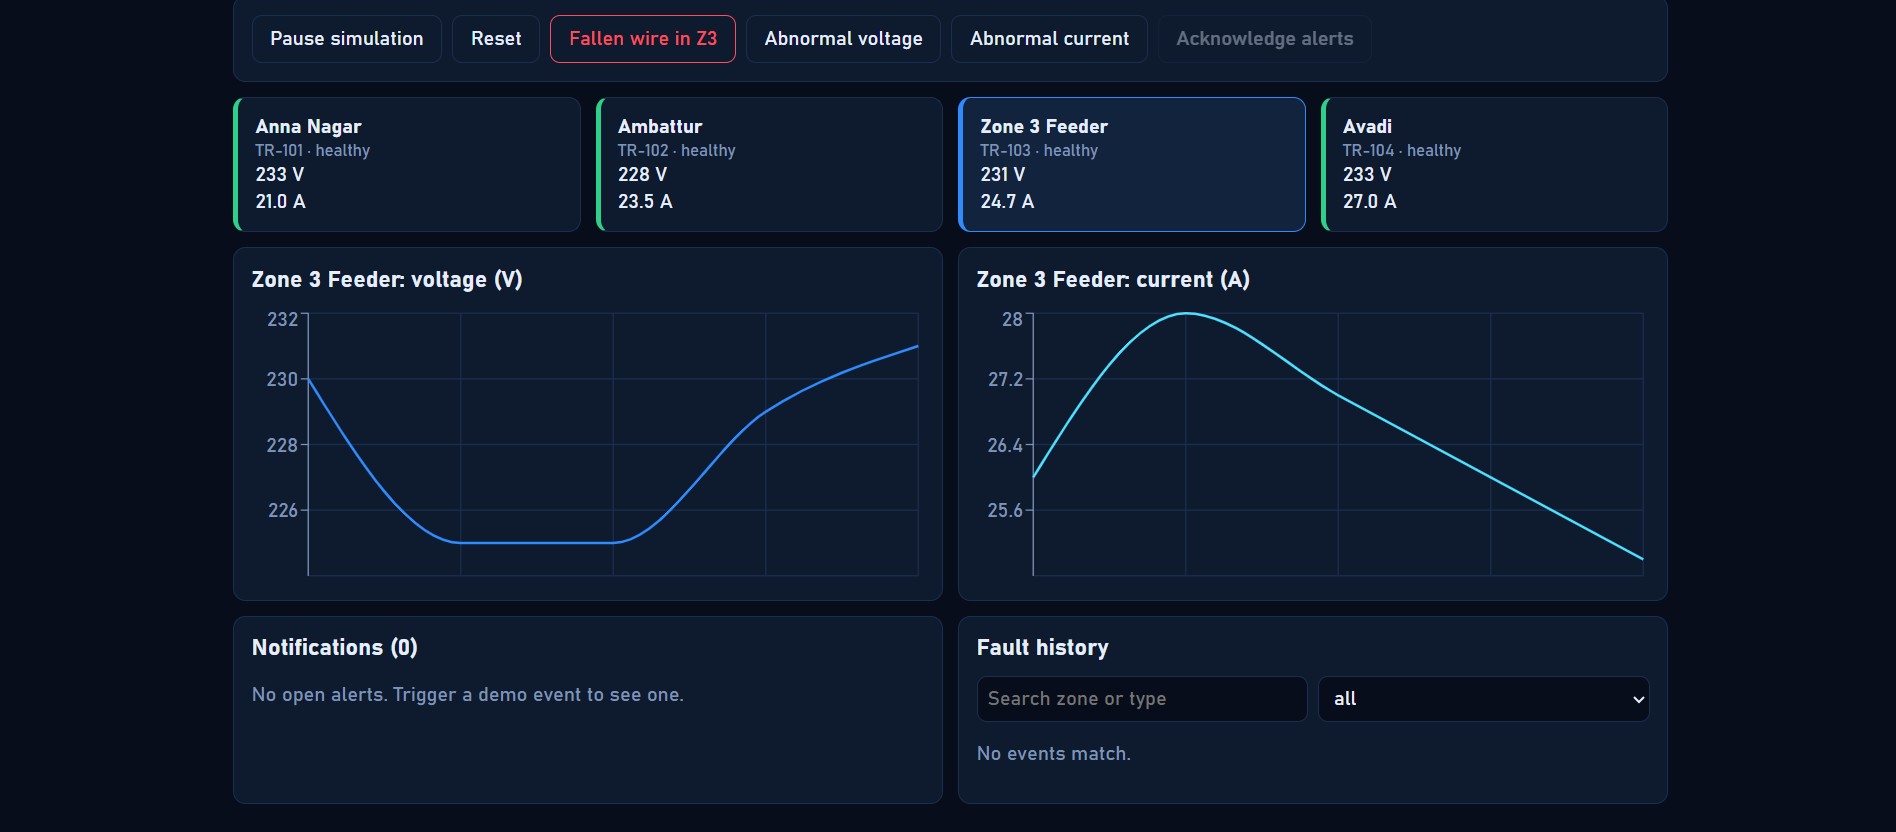 Pause simulation
Reset
Fallen wire in Z3
Abnormal voltage
Abnormal current
Acknowledge alerts
Anna Nagar
TR-101 · healthy
233 V
21.0 A
Ambattur
TR-102 · healthy
228 V
23.5 A
Zone 3 Feeder
TR-103 · healthy
231 V
24.7 A
Avadi
TR-104 · healthy
233 V
27.0 A
Zone 3 Feeder: voltage (V)
232
230
228
226
Zone 3 Feeder: current (A)
28
27.2
26.4
25.6
Notifications (0)
No open alerts. Trigger a demo event to see one.
Fault history
Search zone or type
all
No events match.